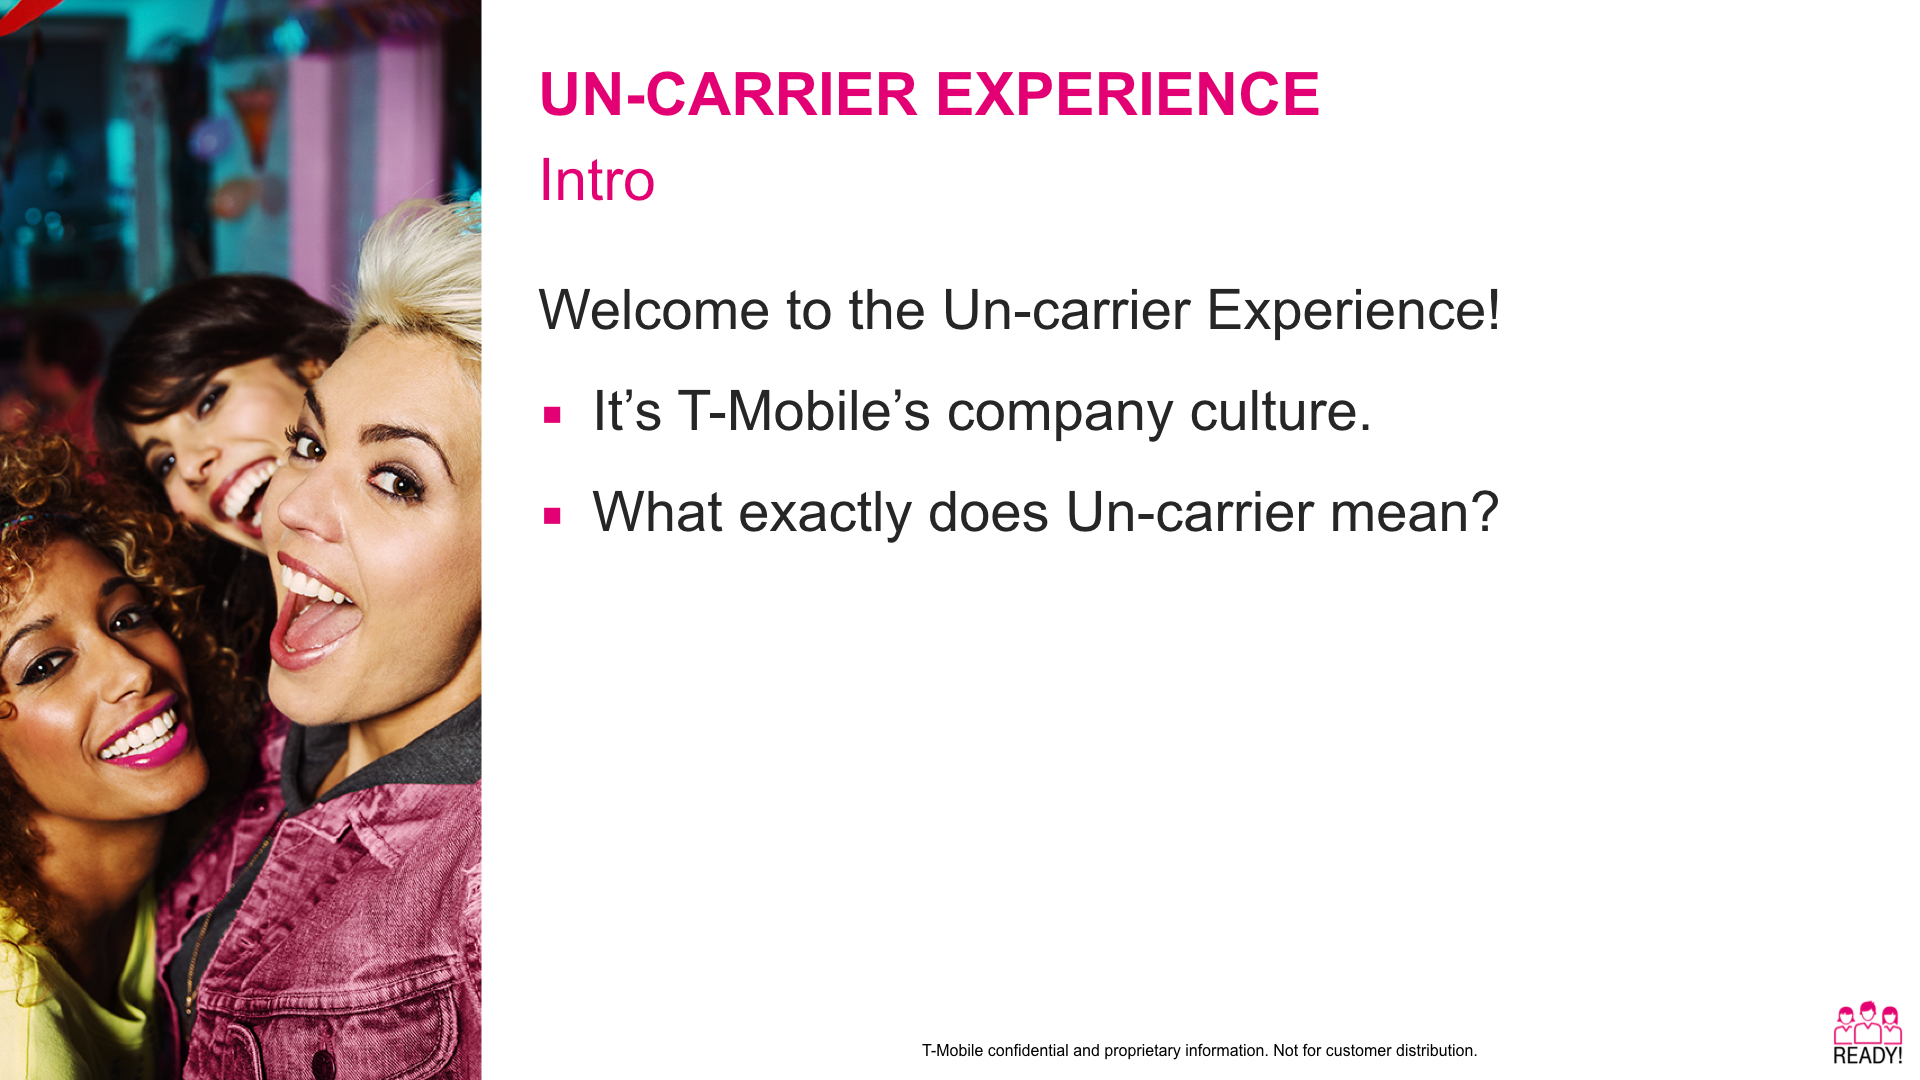 UN-CARRIER EXPERIENCE
Intro
Welcome to the Un-carrier Experience!
▪ It’s T-Mobile’s company culture.
▪ What exactly does Un-carrier mean?
T-Mobile confidential and proprietary information. Not for customer distribution.
READY!